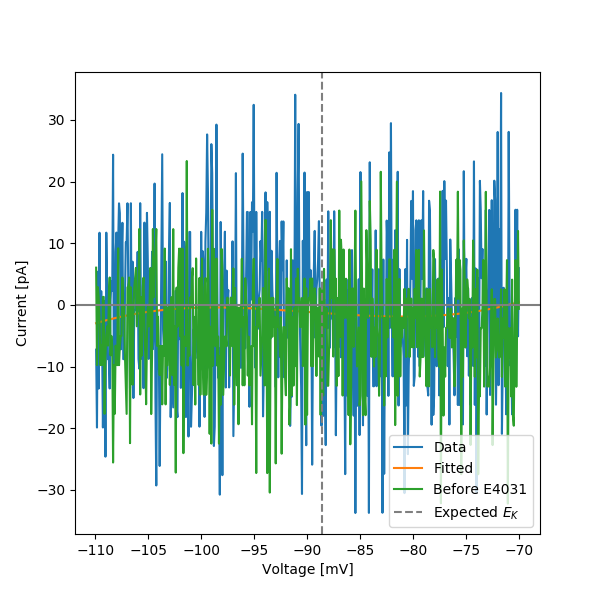 30
20
10
0
−10
−20
−30
Current [pA]
Data
Fitted
Before E4031
Expected E_K
−110
−105
−100
−95
−90
−85
−80
−75
−70
Voltage [mV]